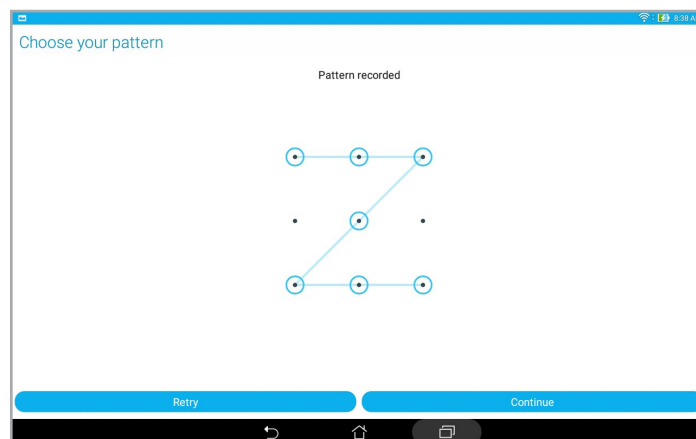 8:38 A
Choose your pattern
Pattern recorded
Retry
Continue